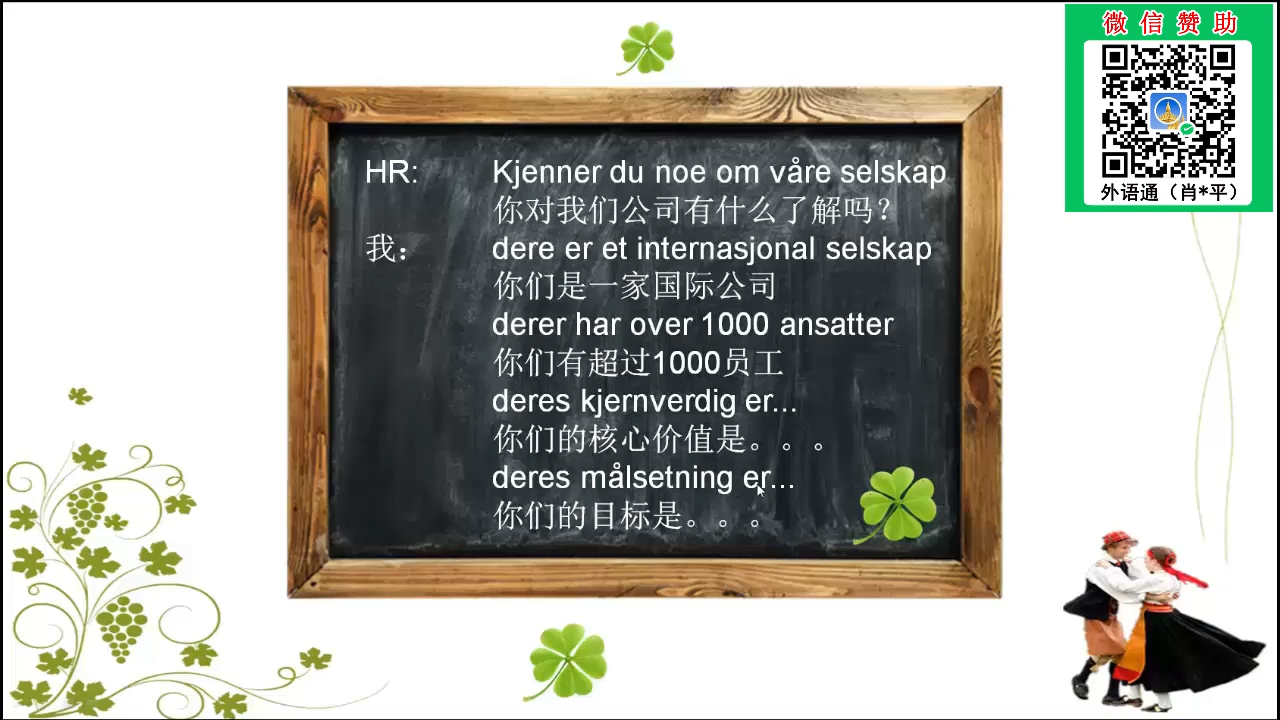 微信赞助
外语通（肖*平）
HR: Kjenner du noe om våre selskap
你对我们公司有什么了解吗？
我： dere er et internasjonal selskap
你们是一家国际公司
derer har over 1000 ansatter
你们有超过1000员工
deres kjernverdig er...
你们的核心价值是。。。
deres målsetning er...
你们的目标是。。。